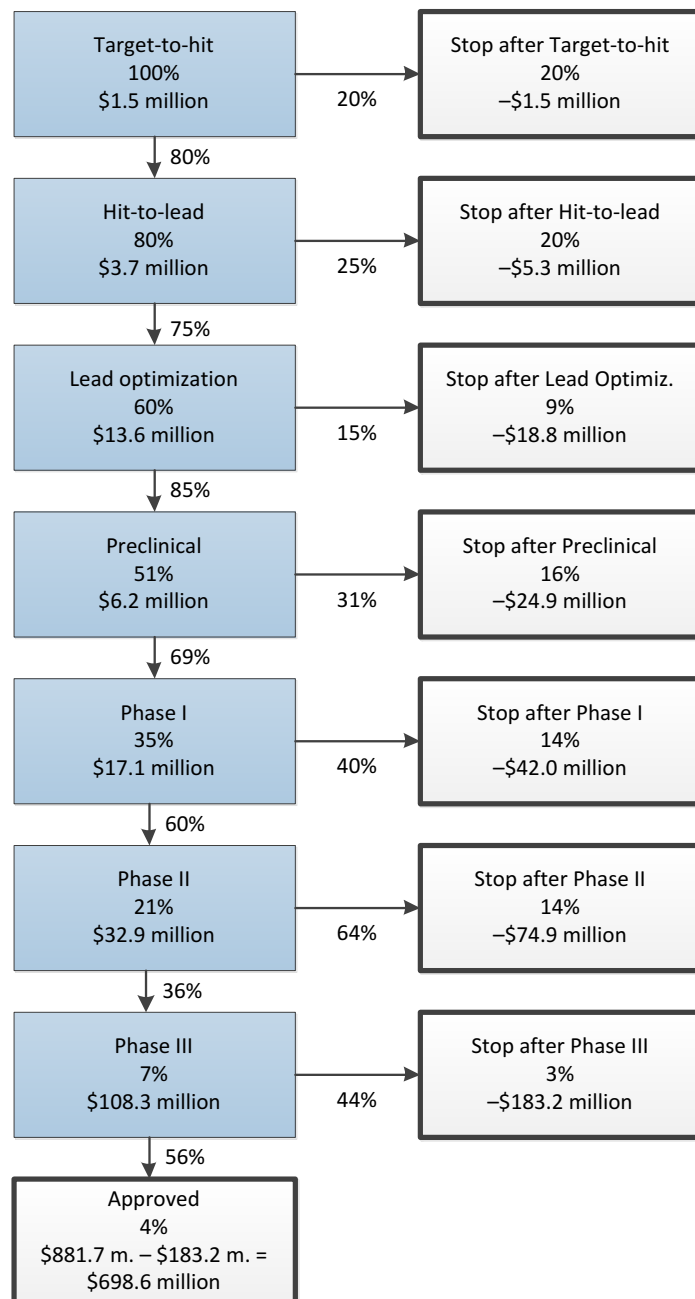 Target-to-hit
100%
$1.5 million
20%
Stop after Target-to-hit
20%
–$1.5 million
80%
Hit-to-lead
80%
$3.7 million
25%
Stop after Hit-to-lead
20%
–$5.3 million
75%
Lead optimization
60%
$13.6 million
15%
Stop after Lead Optimiz.
9%
–$18.8 million
85%
Preclinical
51%
$6.2 million
31%
Stop after Preclinical
16%
–$24.9 million
69%
Phase I
35%
$17.1 million
40%
Stop after Phase I
14%
–$42.0 million
60%
Phase II
21%
$32.9 million
64%
Stop after Phase II
14%
–$74.9 million
36%
Phase III
7%
$108.3 million
44%
Stop after Phase III
3%
–$183.2 million
56%
Approved
4%
$881.7 m. – $183.2 m. =
$698.6 million